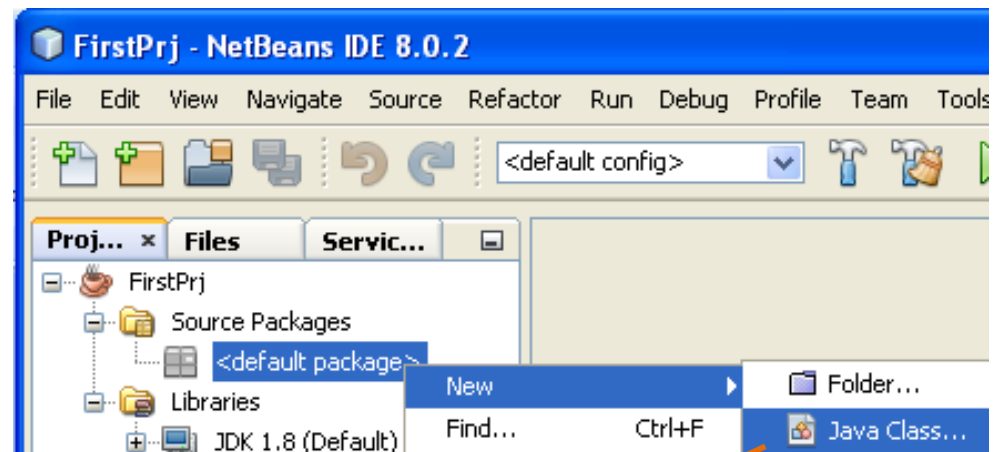 FirstPrj - NetBeans IDE 8.0.2
File Edit View Navigate Source Refactor Run Debug Profile Team Tools
<default config>
Proj... × Files Servic...
FirstPrj
Source Packages
<default package>
New
Folder...
Libraries
Find... Ctrl+F
Java Class...
JDK 1.8 (Default)